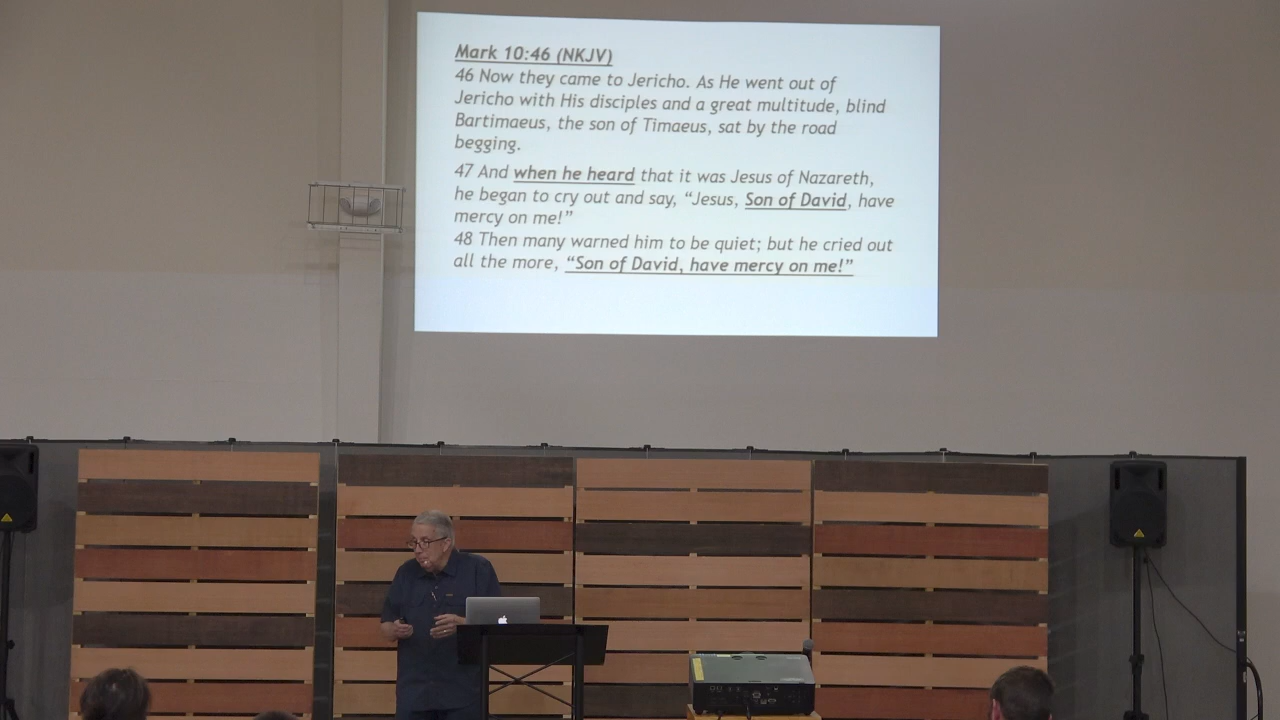 Mark 10:46 (NKJV)
46 Now they came to Jericho. As He went out of
Jericho with His disciples and a great multitude, blind
Bartimaeus, the son of Timaeus, sat by the road
begging.
47 And when he heard that it was Jesus of Nazareth,
he began to cry out and say, “Jesus, Son of David, have
mercy on me!”
48 Then many warned him to be quiet; but he cried out
all the more, “Son of David, have mercy on me!”